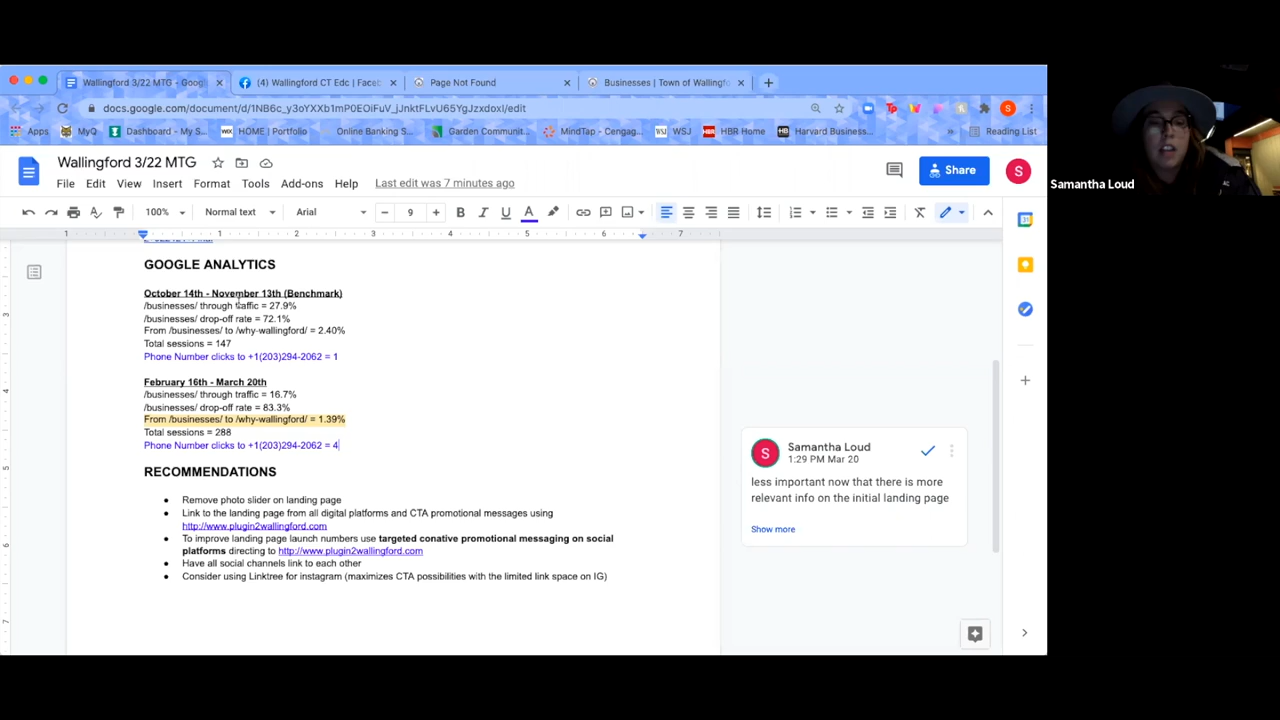 Wallingford 3/22 MTG - Goog
(4) Wallingford CT Edc | Faceb
Page Not Found
Businesses | Town of Wallingfo
docs.google.com/document/d/1NB6c_y3oYXXb1mP0EOiFuV_jJnktFLvU65YgJzxdoxI/edit
Apps
MyQ
Dashboard - My S...
HOME | Portfolio
Online Banking S...
Garden Communit...
MindTap - Cengag...
WSJ
HBR Home
Harvard Business...
Reading List
Wallingford 3/22 MTG
File Edit View Insert Format Tools Add-ons Help Last edit was 7 minutes ago
Share
S
100% Normal text Arial 9
GOOGLE ANALYTICS
October 14th - November 13th (Benchmark)
/businesses/ through traffic = 27.9%
/businesses/ drop-off rate = 72.1%
From /businesses/ to /why-wallingford/ = 2.40%
Total sessions = 147
Phone Number clicks to +1(203)294-2062 = 1
February 16th - March 20th
/businesses/ through traffic = 16.7%
/businesses/ drop-off rate = 83.3%
From /businesses/ to /why-wallingford/ = 1.39%
Total sessions = 288
Phone Number clicks to +1(203)294-2062 = 4
RECOMMENDATIONS
Remove photo slider on landing page
Link to the landing page from all digital platforms and CTA promotional messages using
http://www.plugin2wallingford.com
To improve landing page launch numbers use targeted conative promotional messaging on social
platforms directing to http://www.plugin2wallingford.com
Have all social channels link to each other
Consider using Linktree for instagram (maximizes CTA possibilities with the limited link space on IG)
S
Samantha Loud
1:29 PM Mar 20
less important now that there is more
relevant info on the initial landing page
Show more
Samantha Loud